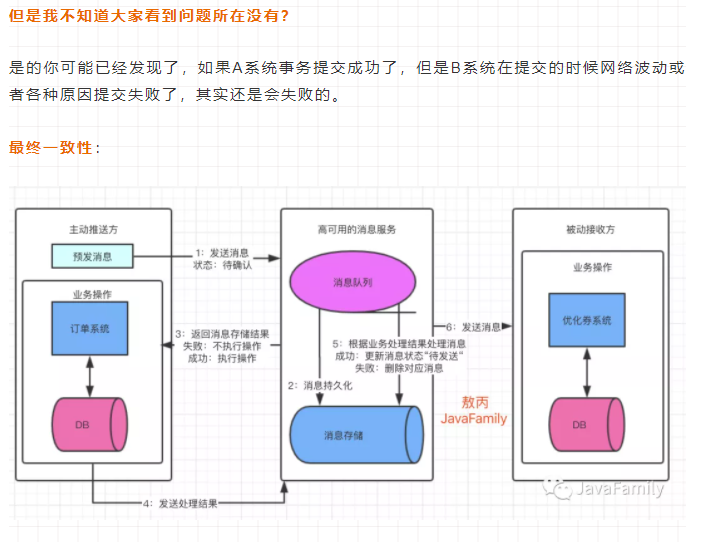 但是我不知道大家看到问题所在没有？
是的你可能已经发现了，如果A系统事务提交成功了，但是B系统在提交的时候网络波动或
者各种原因提交失败了，其实还是会失败的。
最终一致性：
主动推送方
预发消息
业务操作
订单系统
DB
1：发送消息
状态：待确认
3：返回消息存储结果
失败：不执行操作
成功：执行操作
4：发送处理结果
高可用的消息服务
消息队列
5：根据业务处理结果处理消息
成功：更新消息状态“待发送”
失败：删除对应消息
2：消息持久化
消息存储
6：发送消息
敖丙
JavaFamily
被动接收方
业务操作
优化券系统
DB
JavaFamily